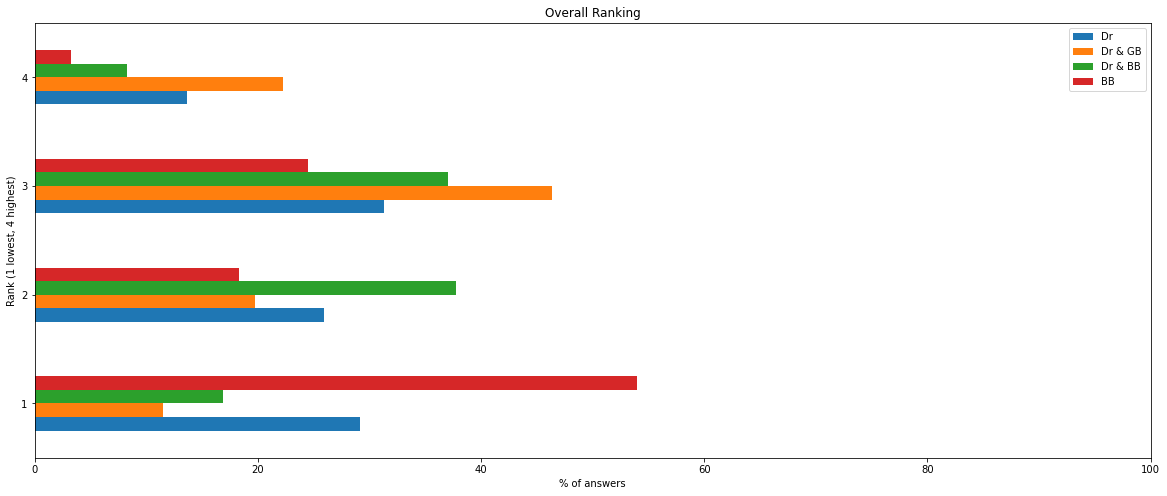 Overall Ranking
Dr
Dr & GB
Dr & BB
BB
Rank (1 lowest, 4 highest)
4
3
2
1
0 20 40 60 80 100
% of answers